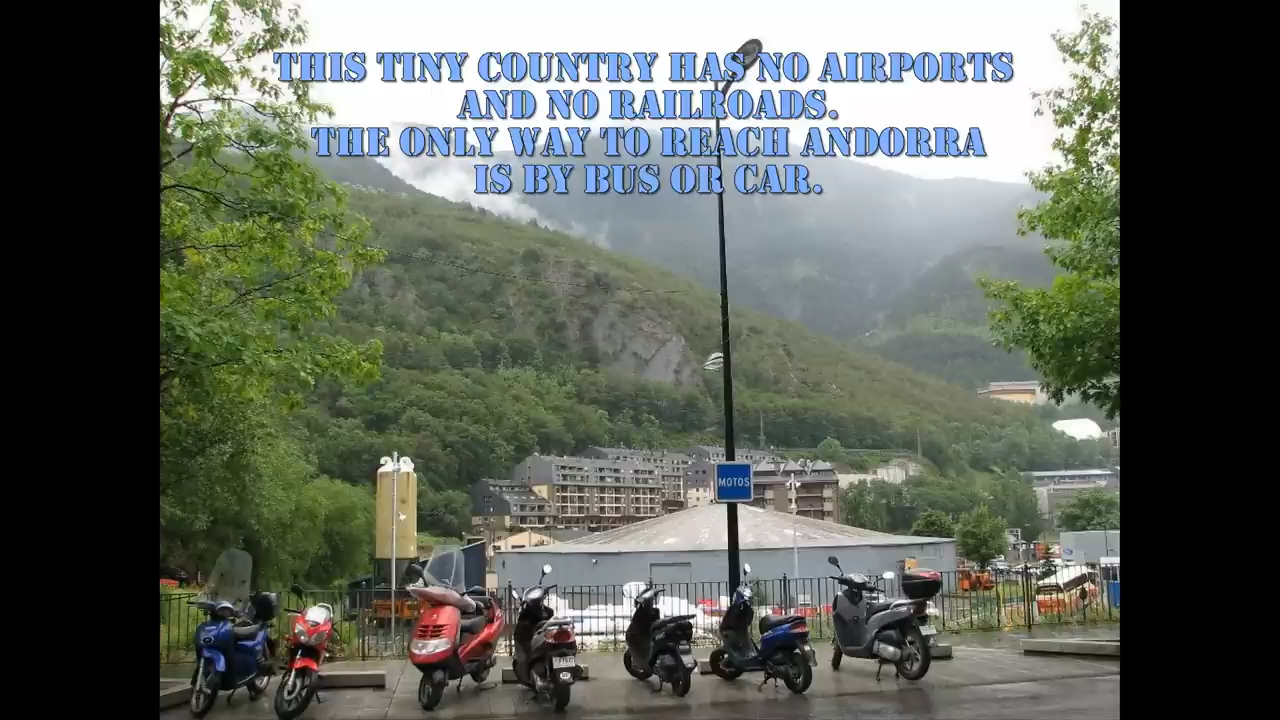 THIS TINY COUNTRY HAS NO AIRPORTS
AND NO RAILROADS.
THE ONLY WAY TO REACH ANDORRA
IS BY BUS OR CAR.
MOTOS